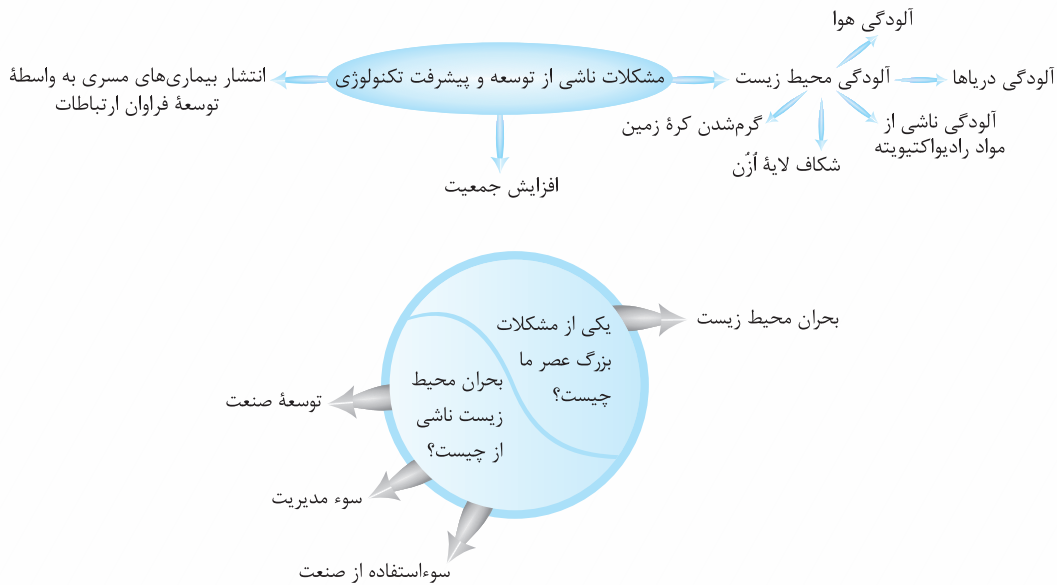 آلودگی هوا
مشکلات ناشی از توسعه و پیشرفت تکنولوژی
آلودگی محیط زیست
آلودگی دریاها
آلودگی ناشی از
مواد رادیواکتیویته
شکاف لایهٔ اُزُن
گرم‌شدن کرهٔ زمین
افزایش جمعیت
انتشار بیماری‌های مسری به واسطهٔ
توسعهٔ فراوان ارتباطات
یکی از مشکلات
بزرگ عصر ما
چیست؟
بحران محیط زیست
بحران محیط
زیست ناشی
از چیست؟
توسعهٔ صنعت
سوء مدیریت
سوءاستفاده از صنعت